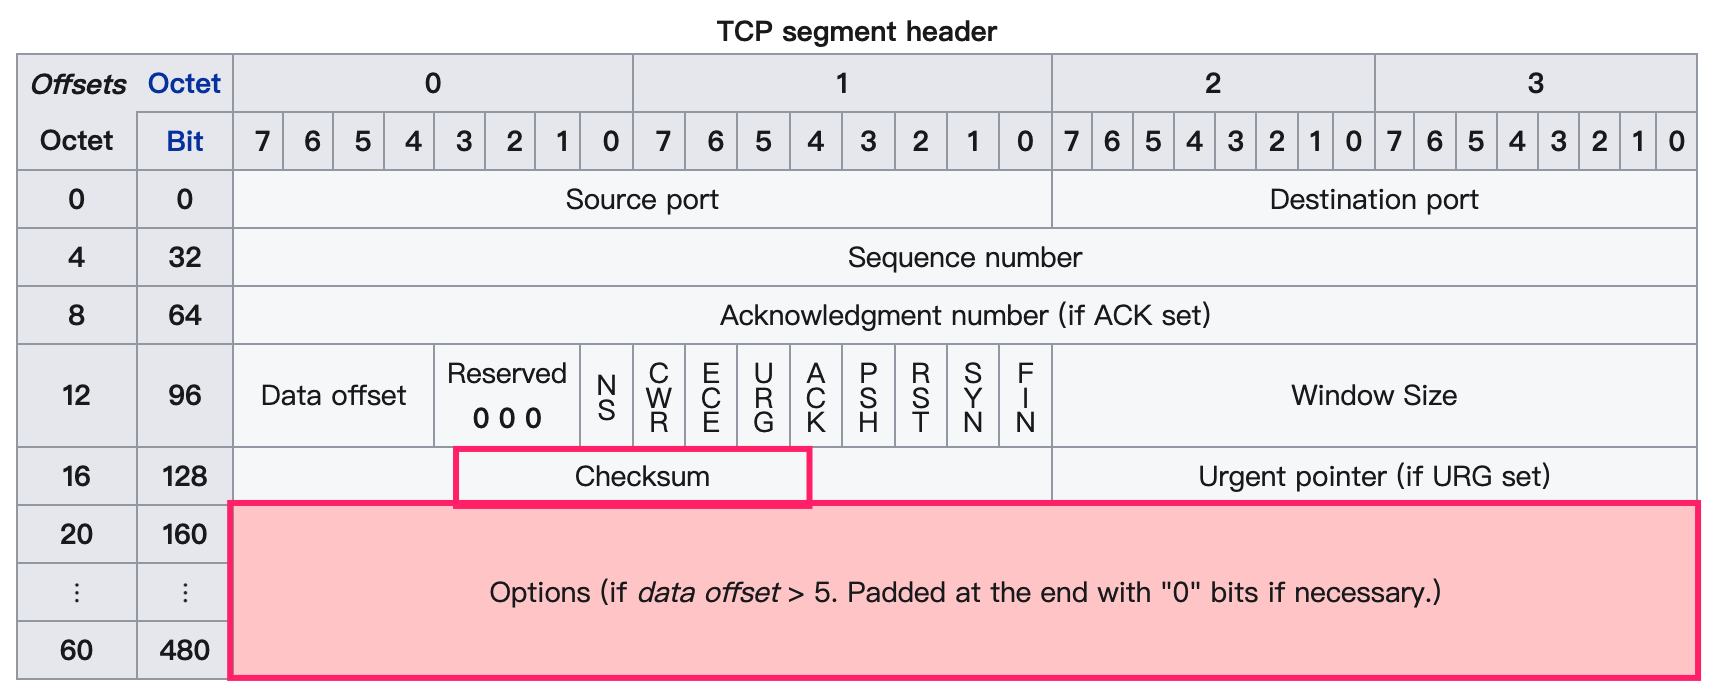 TCP segment header
Offsets Octet 0 1 2 3
Octet Bit 7 6 5 4 3 2 1 0 7 6 5 4 3 2 1 0 7 6 5 4 3 2 1 0 7 6 5 4 3 2 1 0
0 0 Source port Destination port
4 32 Sequence number
8 64 Acknowledgment number (if ACK set)
12 96 Data offset Reserved 0 0 0 NS CWR ECE URG ACK PSH RST SYN FIN Window Size
16 128 Checksum Urgent pointer (if URG set)
20 160
⋮ ⋮ Options (if data offset > 5. Padded at the end with "0" bits if necessary.)
60 480